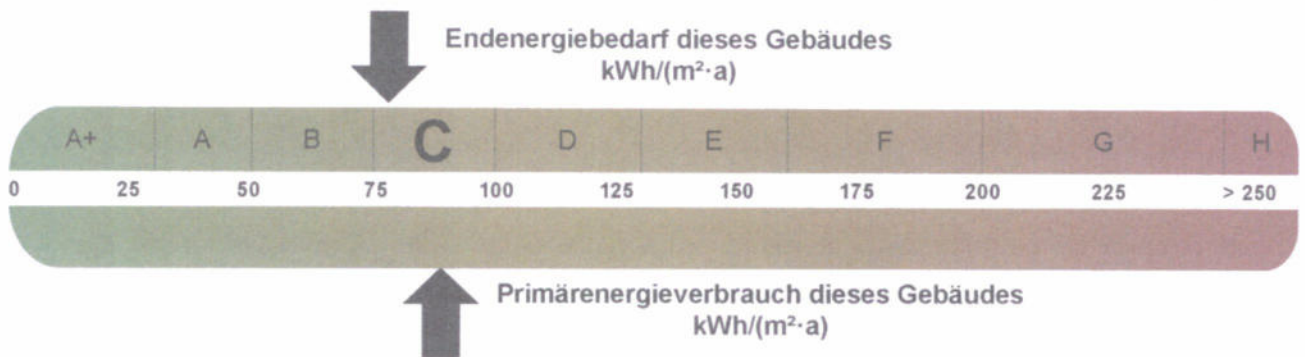 Endenergiebedarf dieses Gebäudes
kWh/(m²·a)
A+ A B C D E F G H
0 25 50 75 100 125 150 175 200 225 > 250
Primärenergieverbrauch dieses Gebäudes
kWh/(m²·a)